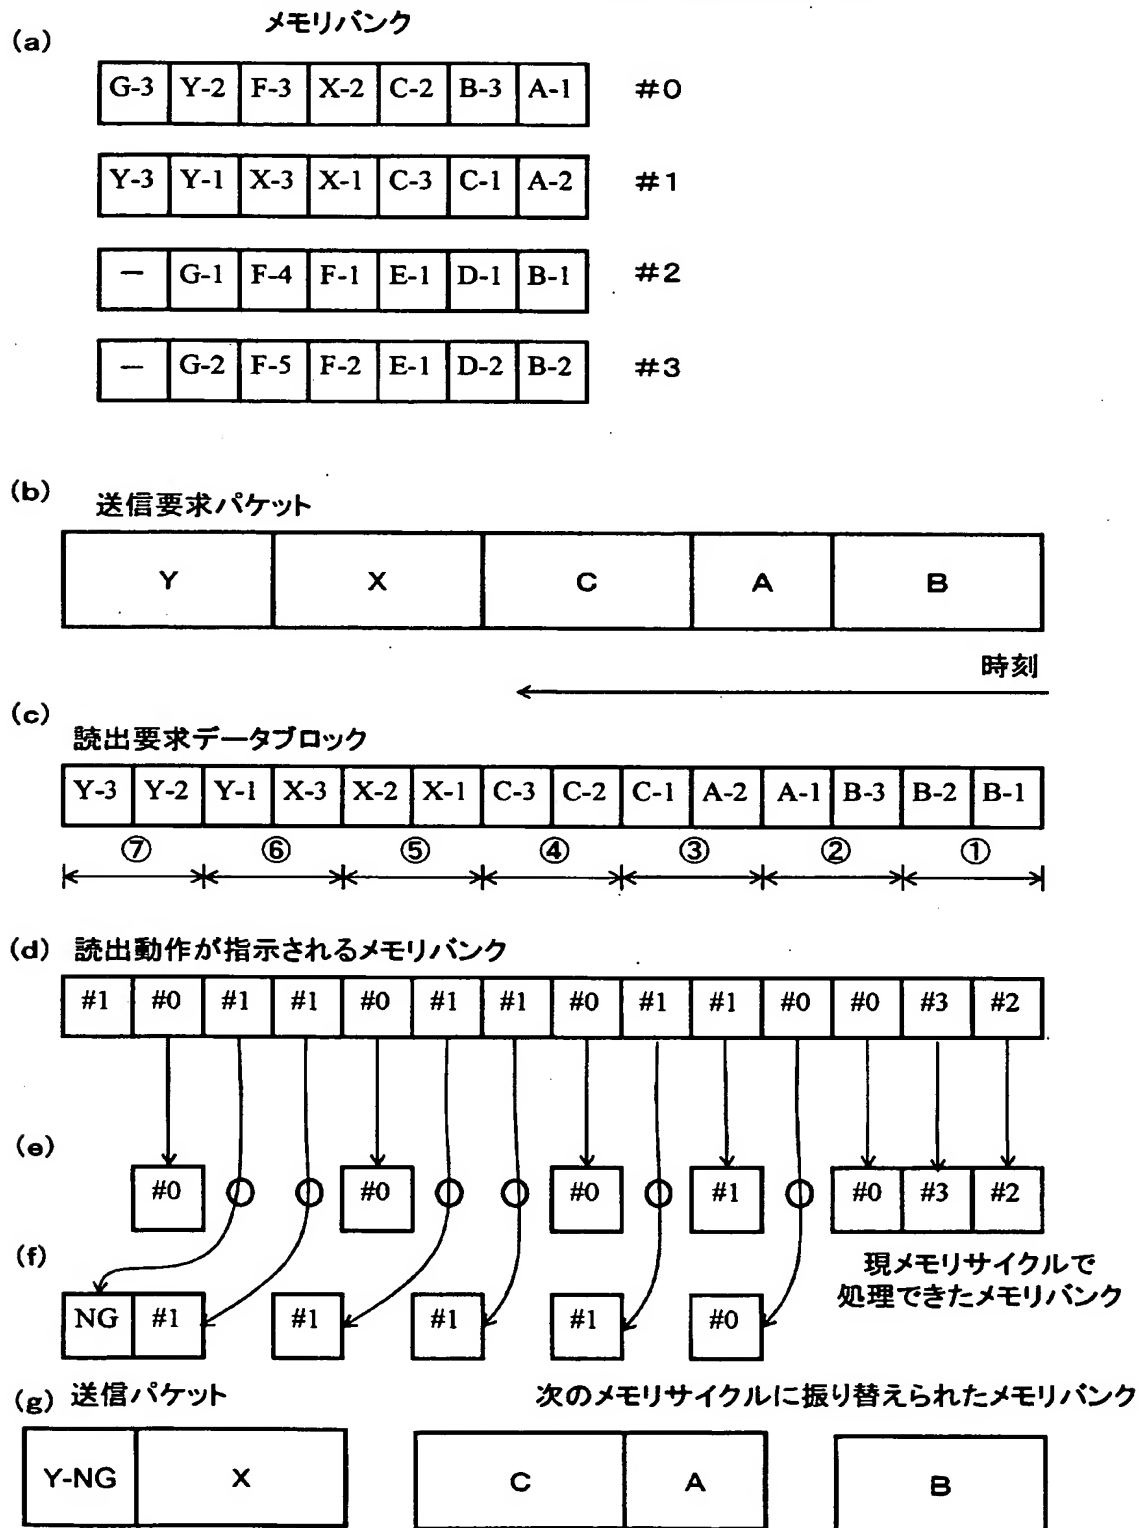 (a) メモリバンク
G-3 Y-2 F-3 X-2 C-2 B-3 A-1 #0
Y-3 Y-1 X-3 X-1 C-3 C-1 A-2 #1
— G-1 F-4 F-1 E-1 D-1 B-1 #2
— G-2 F-5 F-2 E-1 D-2 B-2 #3
(b) 送信要求パケット
Y X C A B
時刻
(c) 読出要求データブロック
Y-3 Y-2 Y-1 X-3 X-2 X-1 C-3 C-2 C-1 A-2 A-1 B-3 B-2 B-1
⑦ ⑥ ⑤ ④ ③ ② ①
(d) 読出動作が指示されるメモリバンク
#1 #0 #1 #1 #0 #1 #1 #0 #1 #1 #0 #0 #3 #2
(e) #0 #0 #0 #1 #0 #3 #2
現メモリサイクルで
処理できたメモリバンク
(f) NG #1 #1 #1 #1 #0
次のメモリサイクルに振り替えられたメモリバンク
(g) 送信パケット
Y-NG X C A B